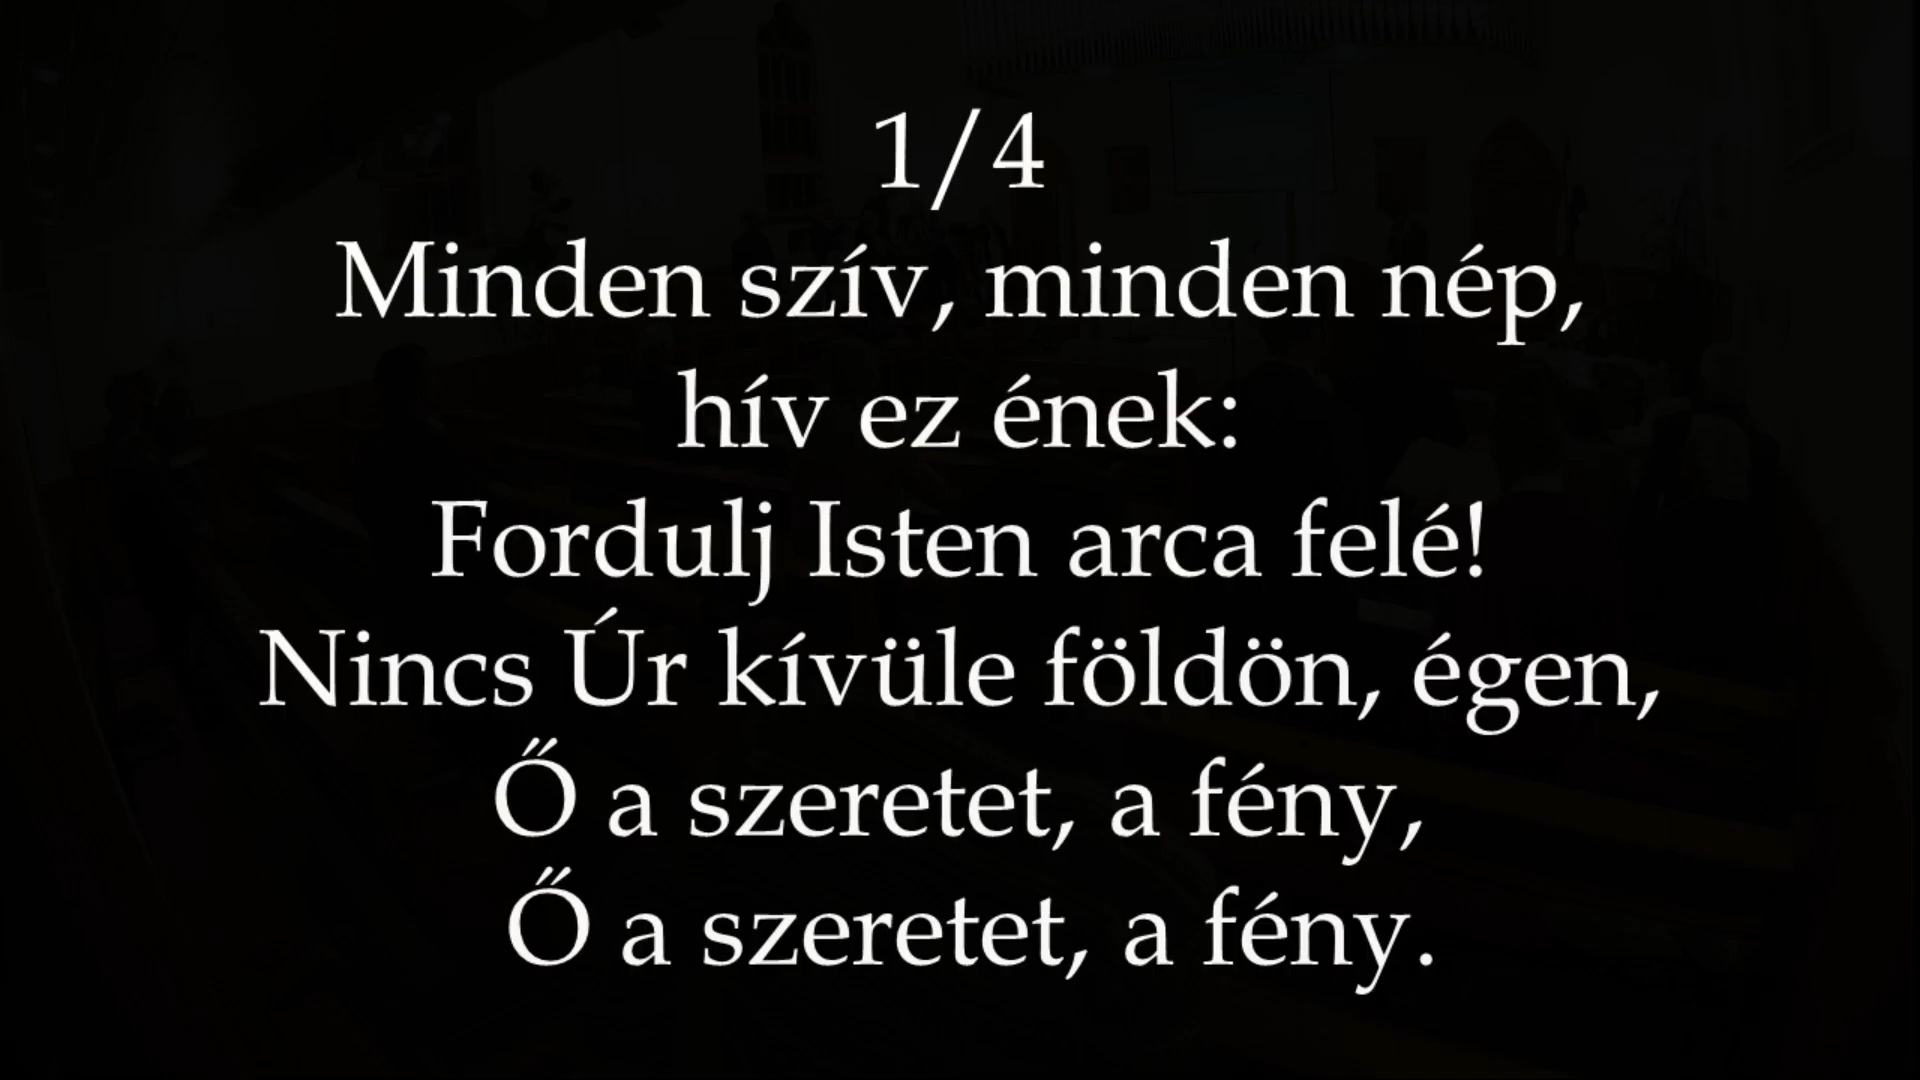 1/4
Minden szív, minden nép,
hív ez ének:
Fordulj Isten arca felé!
Nincs Úr kívüle földön, égen,
Ő a szeretet, a fény,
Ő a szeretet, a fény.